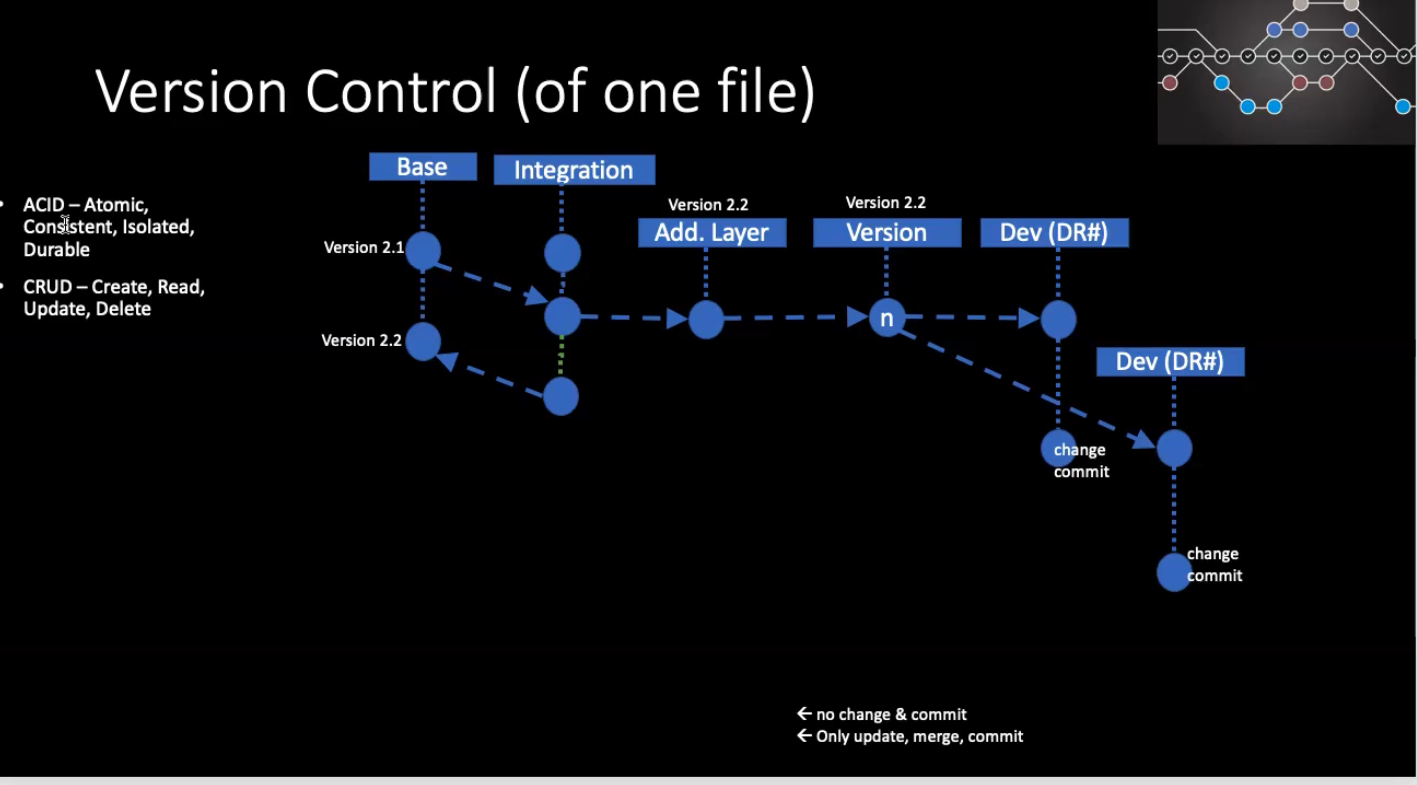 Version Control (of one file)
• ACID – Atomic,
Consistent, Isolated,
Durable
• CRUD – Create, Read,
Update, Delete
Base
Integration
Version 2.2
Add. Layer
Version 2.2
Version
Dev (DR#)
Version 2.1
n
Version 2.2
Dev (DR#)
change
commit
change
commit
← no change & commit
← Only update, merge, commit